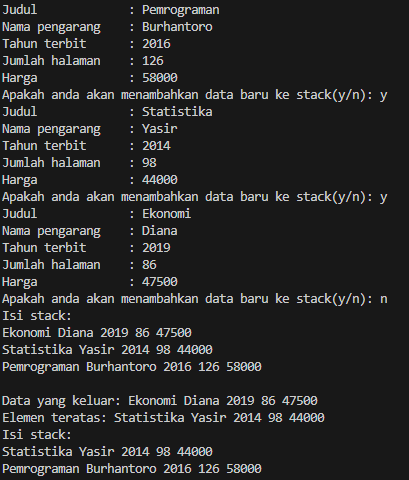 Judul : Pemrograman
Nama pengarang : Burhantoro
Tahun terbit : 2016
Jumlah halaman : 126
Harga : 58000
Apakah anda akan menambahkan data baru ke stack(y/n): y
Judul : Statistika
Nama pengarang : Yasir
Tahun terbit : 2014
Jumlah halaman : 98
Harga : 44000
Apakah anda akan menambahkan data baru ke stack(y/n): y
Judul : Ekonomi
Nama pengarang : Diana
Tahun terbit : 2019
Jumlah halaman : 86
Harga : 47500
Apakah anda akan menambahkan data baru ke stack(y/n): n
Isi stack:
Ekonomi Diana 2019 86 47500
Statistika Yasir 2014 98 44000
Pemrograman Burhantoro 2016 126 58000
Data yang keluar: Ekonomi Diana 2019 86 47500
Elemen teratas: Statistika Yasir 2014 98 44000
Isi stack:
Statistika Yasir 2014 98 44000
Pemrograman Burhantoro 2016 126 58000